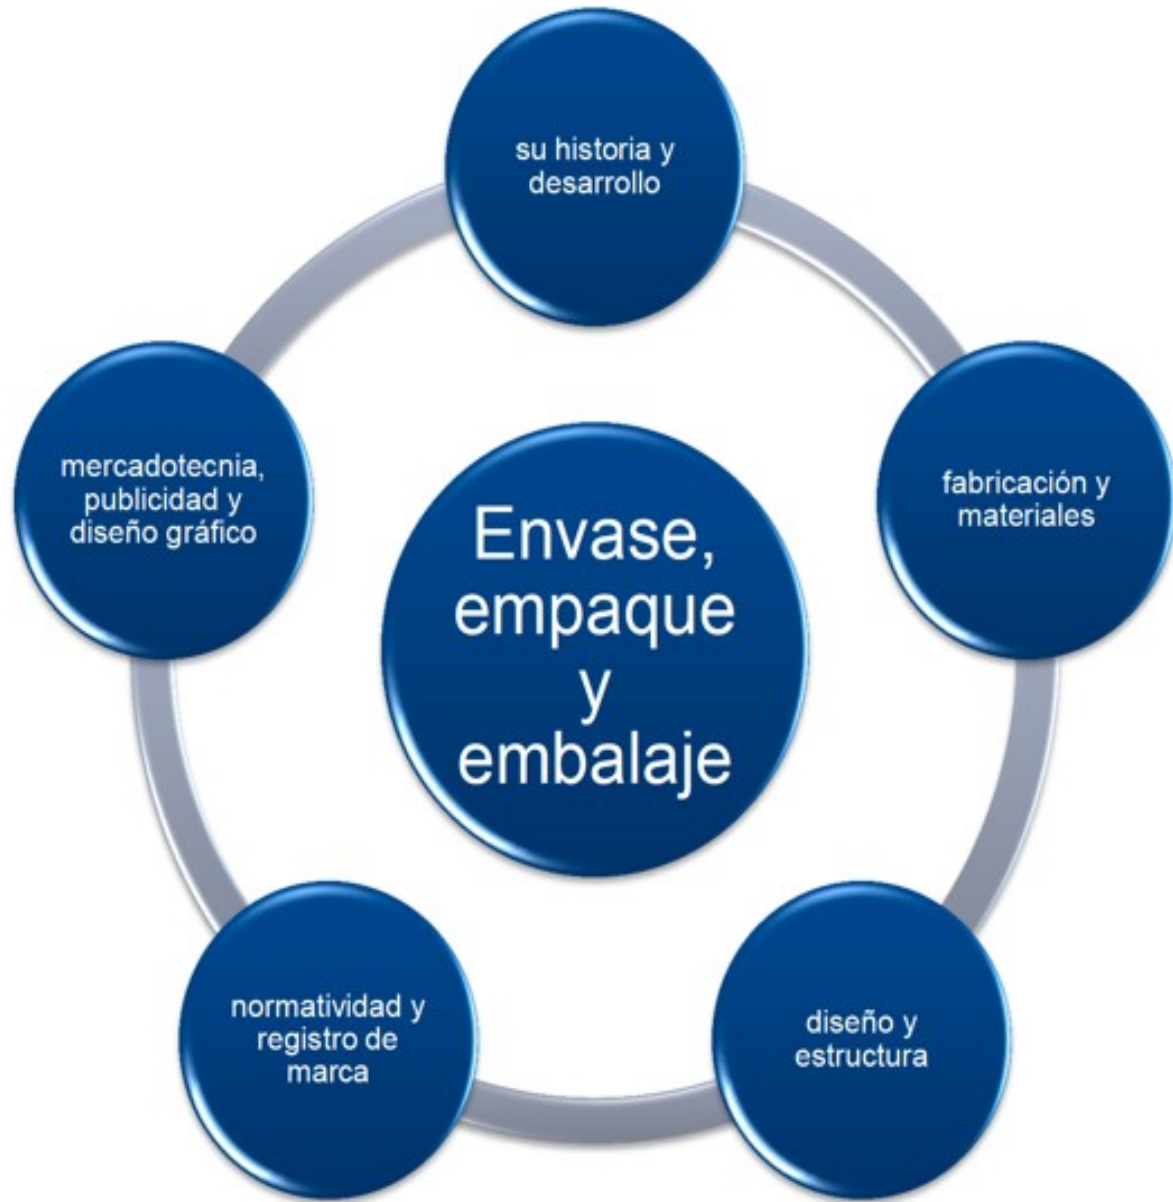 su historia y
desarrollo
fabricación y
materiales
diseño y
estructura
normatividad y
registro de
marca
mercadotecnia,
publicidad y
diseño gráfico
Envase,
empaque
y
embalaje